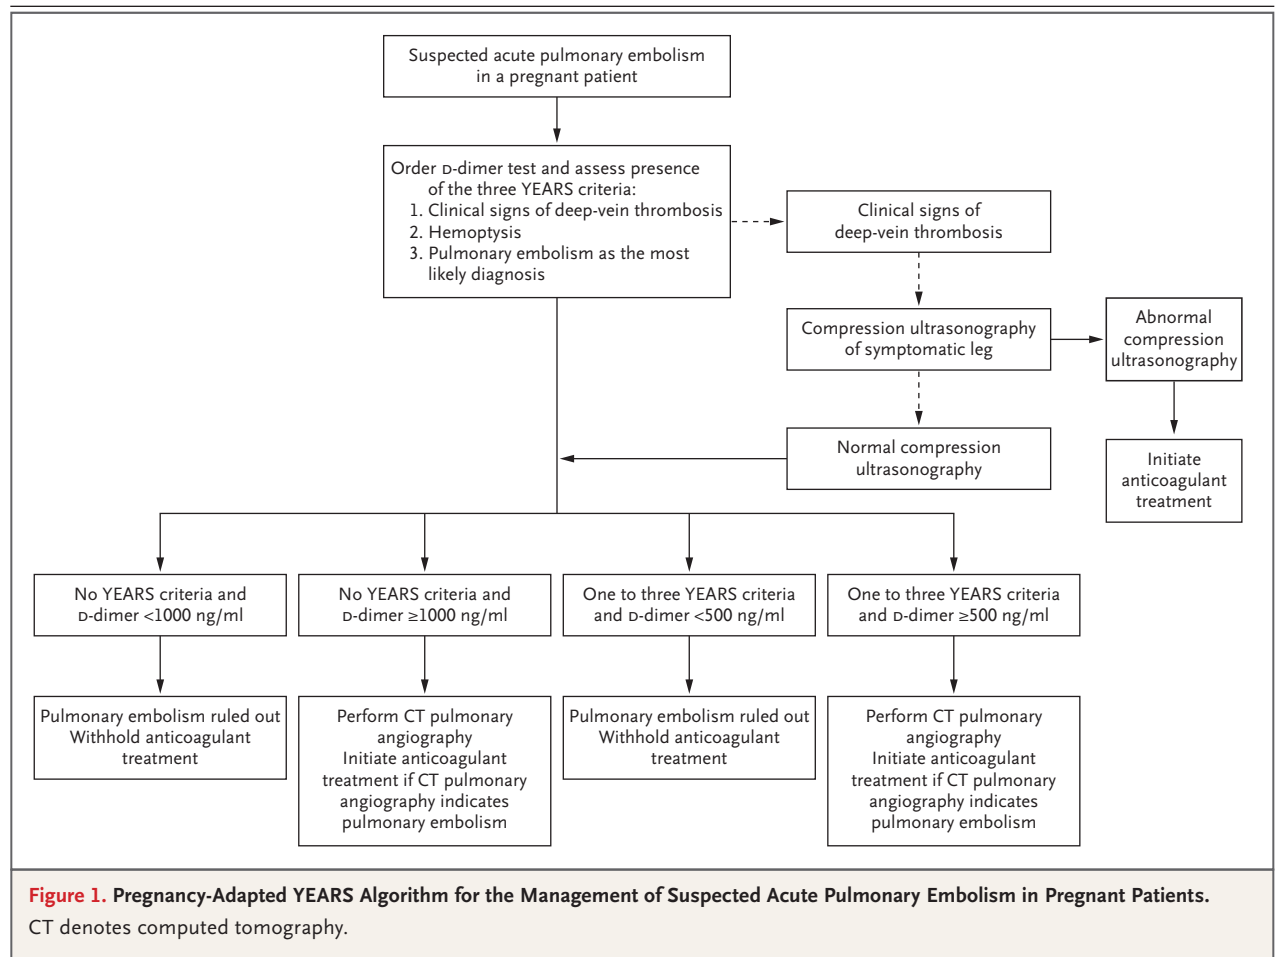 Suspected acute pulmonary embolism
in a pregnant patient
Order D-dimer test and assess presence
of the three YEARS criteria:
1. Clinical signs of deep-vein thrombosis
2. Hemoptysis
3. Pulmonary embolism as the most
likely diagnosis
Clinical signs of
deep-vein thrombosis
Compression ultrasonography
of symptomatic leg
Abnormal
compression
ultrasonography
Normal compression
ultrasonography
Initiate
anticoagulant
treatment
No YEARS criteria and
D-dimer <1000 ng/ml
No YEARS criteria and
D-dimer ≥1000 ng/ml
One to three YEARS criteria
and D-dimer <500 ng/ml
One to three YEARS criteria
and D-dimer ≥500 ng/ml
Pulmonary embolism ruled out
Withhold anticoagulant
treatment
Perform CT pulmonary
angiography
Initiate anticoagulant
treatment if CT pulmonary
angiography indicates
pulmonary embolism
Pulmonary embolism ruled out
Withhold anticoagulant
treatment
Perform CT pulmonary
angiography
Initiate anticoagulant
treatment if CT pulmonary
angiography indicates
pulmonary embolism
Figure 1. Pregnancy-Adapted YEARS Algorithm for the Management of Suspected Acute Pulmonary Embolism in Pregnant Patients.
CT denotes computed tomography.